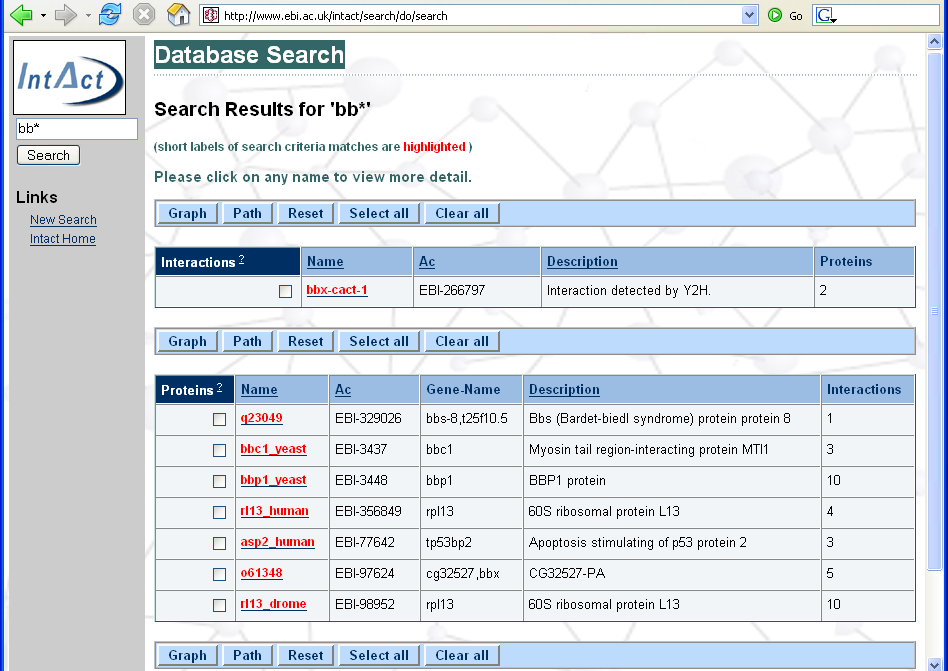 http://www.ebi.ac.uk/intact/search/do/search Go G
IntAct
bb*
Search
Links
New Search
Intact Home
Database Search
Search Results for 'bb*'
(short labels of search criteria matches are highlighted )
Please click on any name to view more detail.
Graph Path Reset Select all Clear all
Interactions ? Name Ac Description Proteins
bbx-cact-1 EBI-266797 Interaction detected by Y2H. 2
Graph Path Reset Select all Clear all
Proteins ? Name Ac Gene-Name Description Interactions
q23049 EBI-329026 bbs-8,t25f10.5 Bbs (Bardet-biedl syndrome) protein protein 8 1
bbc1_yeast EBI-3437 bbc1 Myosin tail region-interacting protein MTI1 3
bbp1_yeast EBI-3448 bbp1 BBP1 protein 10
rl13_human EBI-356849 rpl13 60S ribosomal protein L13 4
asp2_human EBI-77642 tp53bp2 Apoptosis stimulating of p53 protein 2 3
o61348 EBI-97624 cg32527,bbx CG32527-PA 5
rl13_drome EBI-98952 rpl13 60S ribosomal protein L13 10
Graph Path Reset Select all Clear all